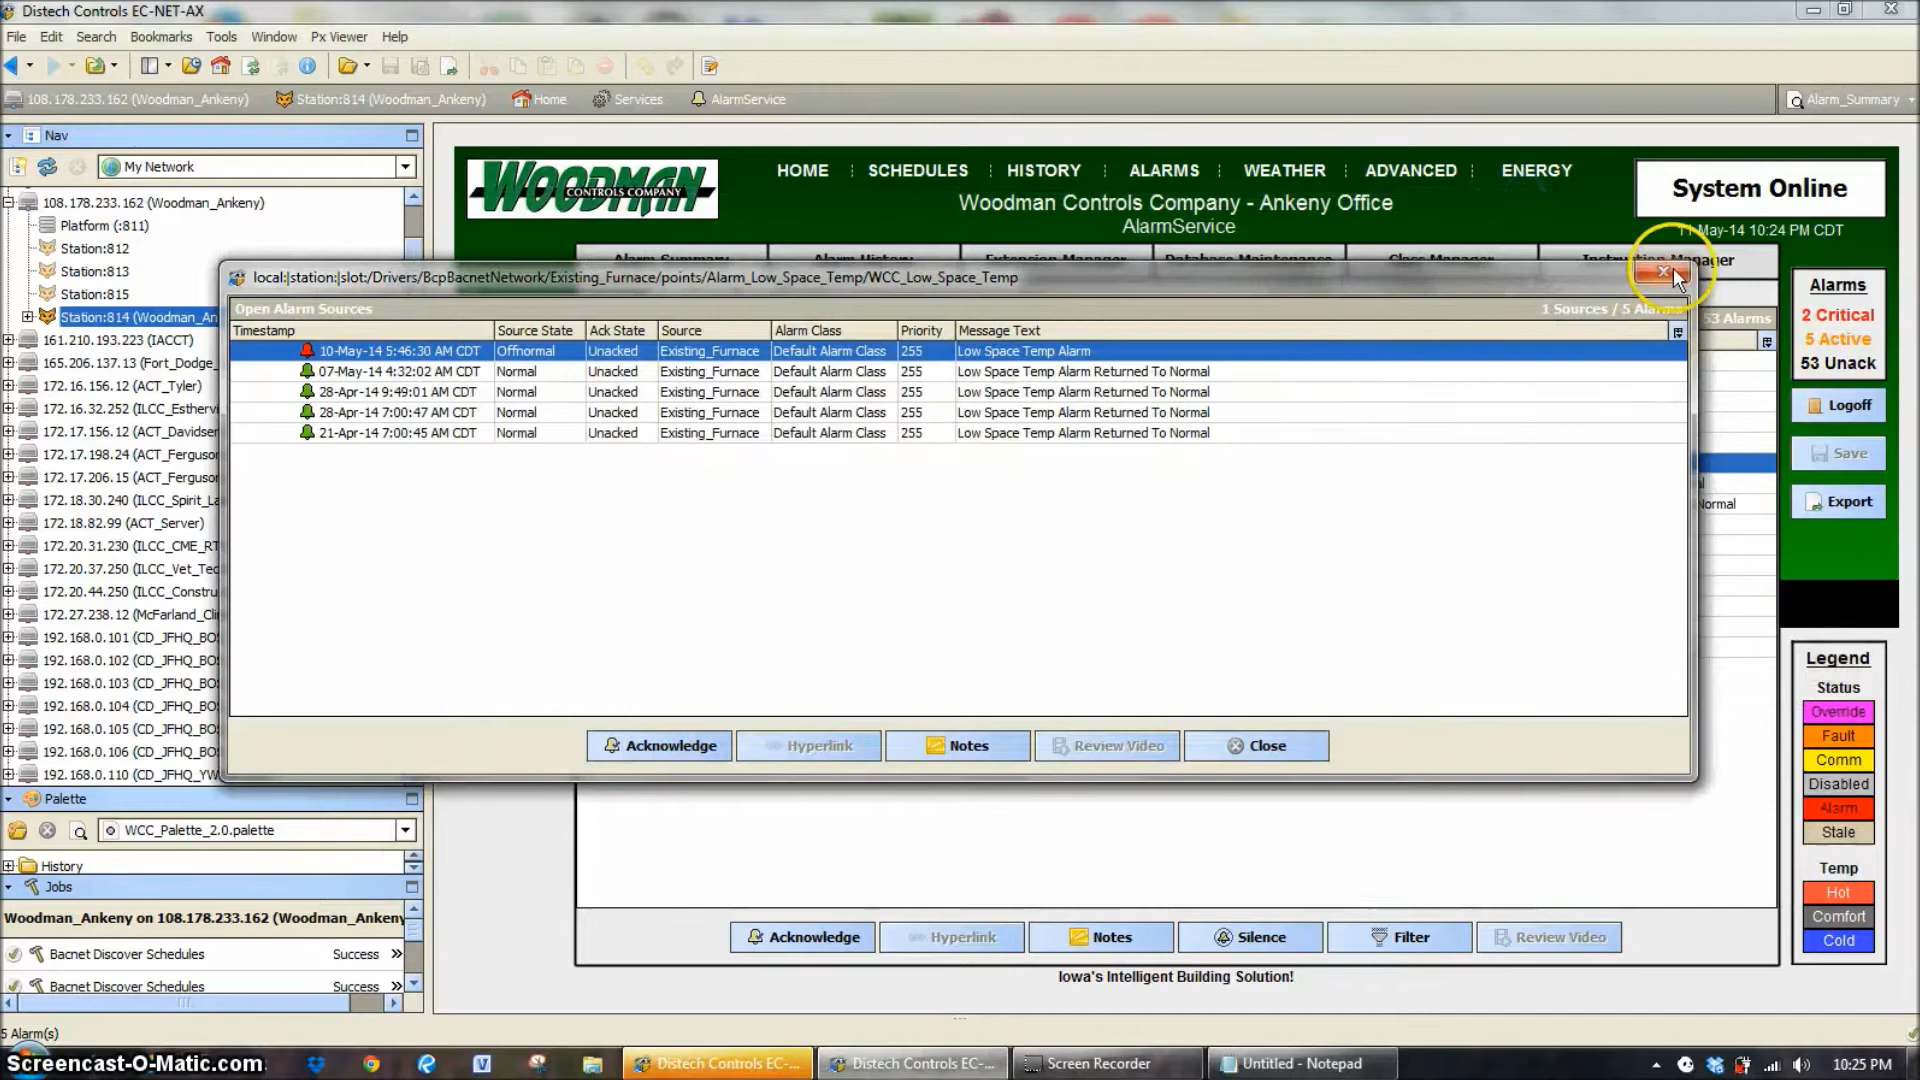 Distech Controls EC-NET-AX
File Edit Search Bookmarks Tools Window Px Viewer Help
108.178.233.162 (Woodman_Ankeny) Station:814 (Woodman_Ankeny) Home Services AlarmService Alarm_Summary
Nav
My Network
108.178.233.162 (Woodman_Ankeny)
Platform (:811)
Station:812
Station:813
Station:815
Station:814 (Woodman_An
161.210.193.223 (IACCT)
165.206.137.13 (Fort_Dodge_
172.16.156.12 (ACT_Tyler)
172.16.32.252 (ILCC_Esthervi
172.17.156.12 (ACT_Davidser
172.17.198.24 (ACT_Ferguso
172.17.206.15 (ACT_Ferguso
172.18.30.240 (ILCC_Spirit_La
172.18.82.99 (ACT_Server)
172.20.31.230 (ILCC_CME_RT
172.20.37.250 (ILCC_Vet_Tec
172.20.44.250 (ILCC_Constru
172.27.238.12 (McFarland_Cli
192.168.0.101 (CD_JFHQ_BO
192.168.0.102 (CD_JFHQ_BO
192.168.0.103 (CD_JFHQ_BO
192.168.0.104 (CD_JFHQ_BO
192.168.0.105 (CD_JFHQ_BO
192.168.0.106 (CD_JFHQ_BO
192.168.0.110 (CD_JFHQ_YW
Palette
WCC_Palette_2.0.palette
History
Jobs
Woodman_Ankeny on 108.178.233.162 (Woodman_Ankeny
Bacnet Discover Schedules Success »
Bacnet Discover Schedules Success »
5 Alarm(s)
WOODMAN
CONTROLS COMPANY
HOME SCHEDULES HISTORY ALARMS WEATHER ADVANCED ENERGY
Woodman Controls Company - Ankeny Office
AlarmService
System Online
11-May-14 10:24 PM CDT
Alarm Summary Alarm History Extension Manager Database Maintenance Class Manager Instruction Manager
local:|station:|slot:/Drivers/BcpBacnetNetwork/Existing_Furnace/points/Alarm_Low_Space_Temp/WCC_Low_Space_Temp
Open Alarm Sources 1 Sources / 5 Alarms
Timestamp Source State Ack State Source Alarm Class Priority Message Text
10-May-14 5:46:30 AM CDT Offnormal Unacked Existing_Furnace Default Alarm Class 255 Low Space Temp Alarm
07-May-14 4:32:02 AM CDT Normal Unacked Existing_Furnace Default Alarm Class 255 Low Space Temp Alarm Returned To Normal
28-Apr-14 9:49:01 AM CDT Normal Unacked Existing_Furnace Default Alarm Class 255 Low Space Temp Alarm Returned To Normal
28-Apr-14 7:00:47 AM CDT Normal Unacked Existing_Furnace Default Alarm Class 255 Low Space Temp Alarm Returned To Normal
21-Apr-14 7:00:45 AM CDT Normal Unacked Existing_Furnace Default Alarm Class 255 Low Space Temp Alarm Returned To Normal
Acknowledge Hyperlink Notes Review Video Close
53 Alarms
Normal
Alarms
2 Critical
5 Active
53 Unack
Logoff
Save
Export
Legend
Status
Override
Fault
Comm
Disabled
Alarm
Stale
Temp
Hot
Comfort
Cold
Acknowledge Hyperlink Notes Silence Filter Review Video
Iowa's Intelligent Building Solution!
Screencast-O-Matic.com
Distech Controls EC-... Distech Controls EC-... Screen Recorder Untitled - Notepad 10:25 PM